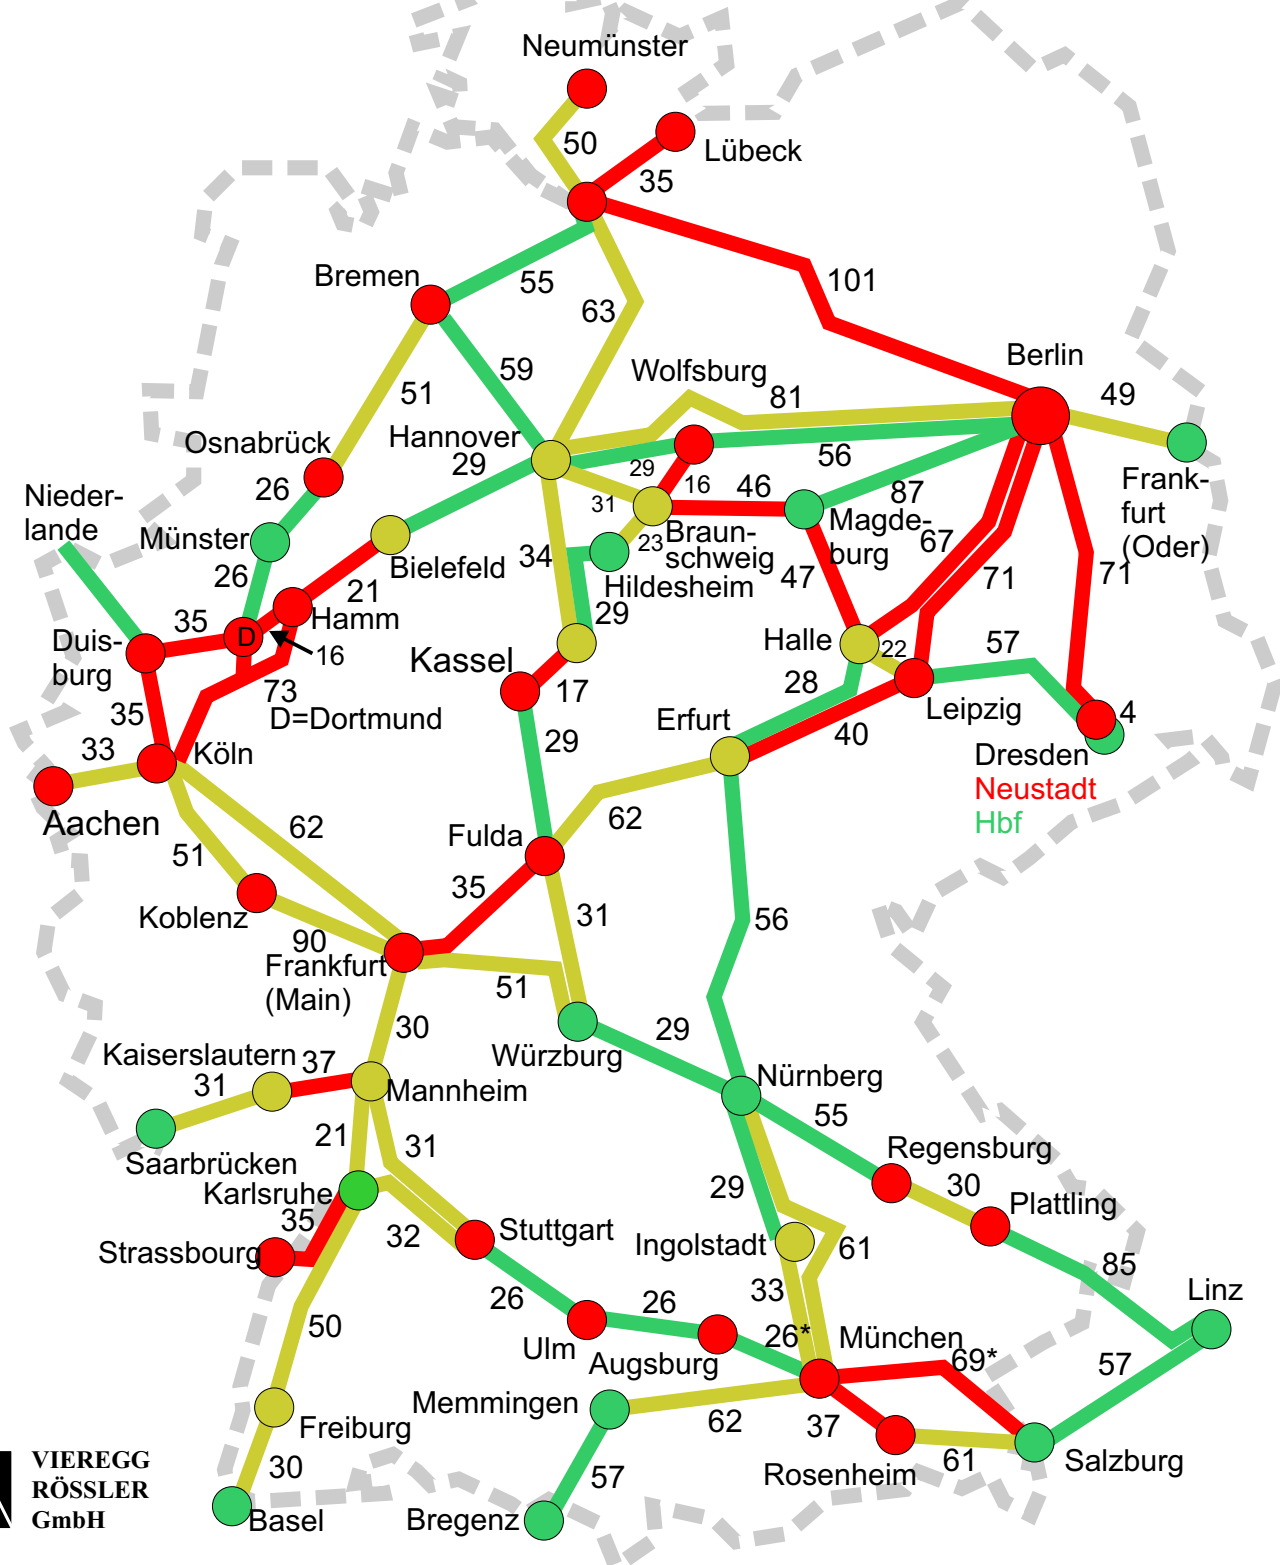 Neumünster
50
Lübeck
35
Bremen
55
101
63
59
Wolfsburg
81
Berlin
49
51
Osnabrück
Hannover
29
29
56
26
31
16
46
87
Frank-
furt
(Oder)
Nieder-
lande
Münster
26
Bielefeld
34
23
Braun-
schweig
Hildesheim
Magde-
burg
67
71
71
21
47
35
D
Hamm
29
Duis-
burg
16
Kassel
Halle
22
57
73
D=Dortmund
17
28
Leipzig
4
35
33
Köln
29
Erfurt
40
Dresden
Neustadt
Hbf
Aachen
62
51
Fulda
62
35
Koblenz
90
31
56
Frankfurt
(Main)
51
30
Würzburg
29
Kaiserslautern
37
31
Mannheim
Nürnberg
55
21
31
Saarbrücken
Karlsruhe
35
29
Regensburg
30
Plattling
Strassbourg
32
Stuttgart
Ingolstadt
61
85
33
Linz
50
26
26
26*
Ulm
Augsburg
München
69*
57
Memmingen
62
37
Freiburg
Rosenheim
61
Salzburg
30
57
VIEREGG
RÖSSLER
GmbH
Basel
Bregenz